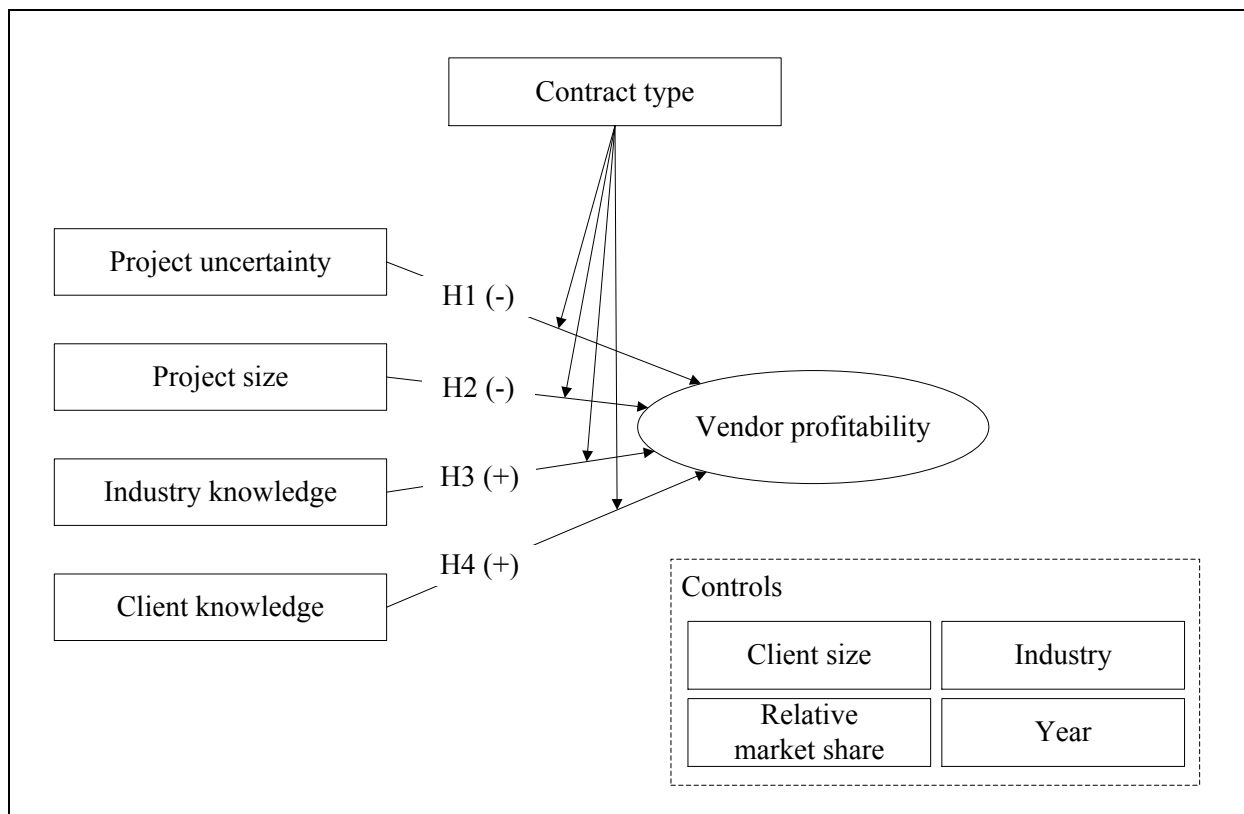 Contract type
Project uncertainty
H1 (-)
Project size
H2 (-)
Vendor profitability
Industry knowledge
H3 (+)
H4 (+)
Client knowledge
Controls
Client size
Industry
Relative
market share
Year